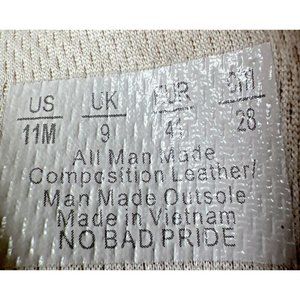 US UK EUR cm
11M 9 28
All Man Made
Composition Leather/
Man Made Outsole
Made in Vietnam
NO BAD PRIDE